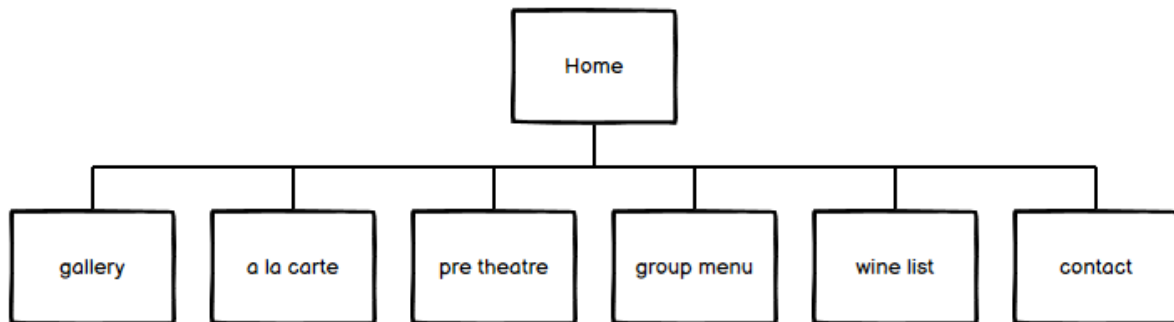 Home
gallery
a la carte
pre theatre
group menu
wine list
contact